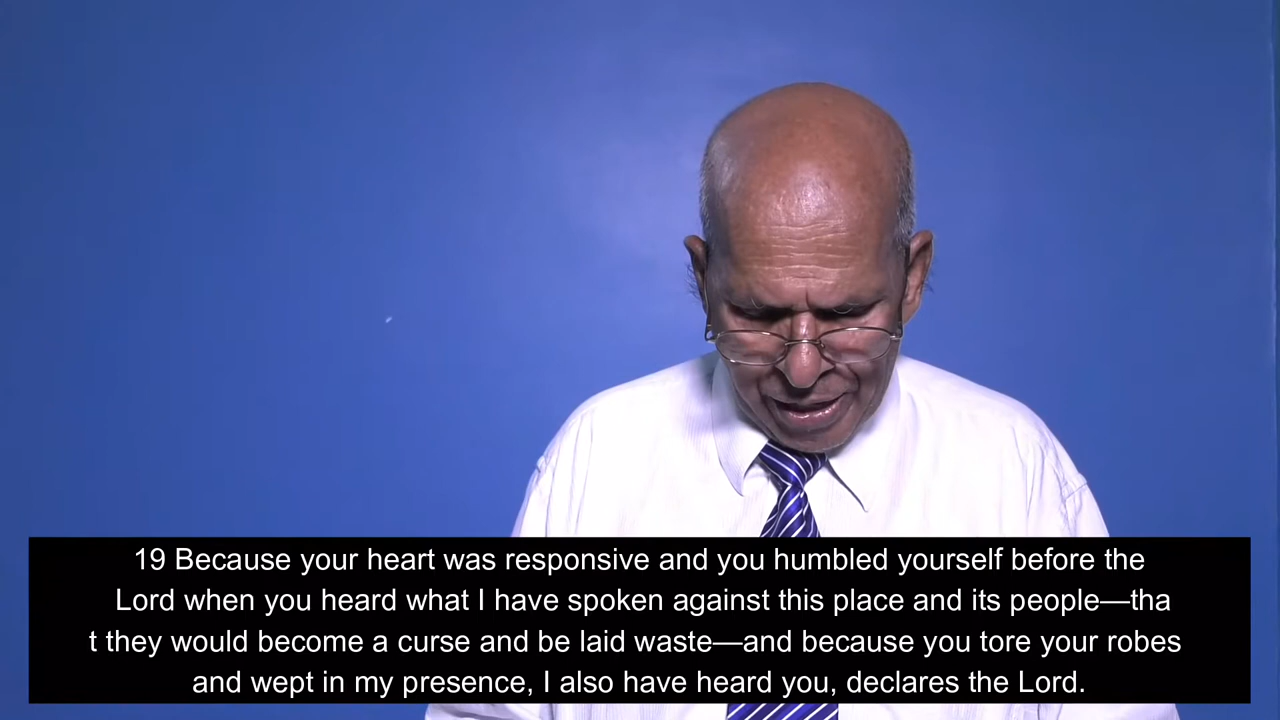 19 Because your heart was responsive and you humbled yourself before the
Lord when you heard what I have spoken against this place and its people—tha
t they would become a curse and be laid waste—and because you tore your robes
and wept in my presence, I also have heard you, declares the Lord.